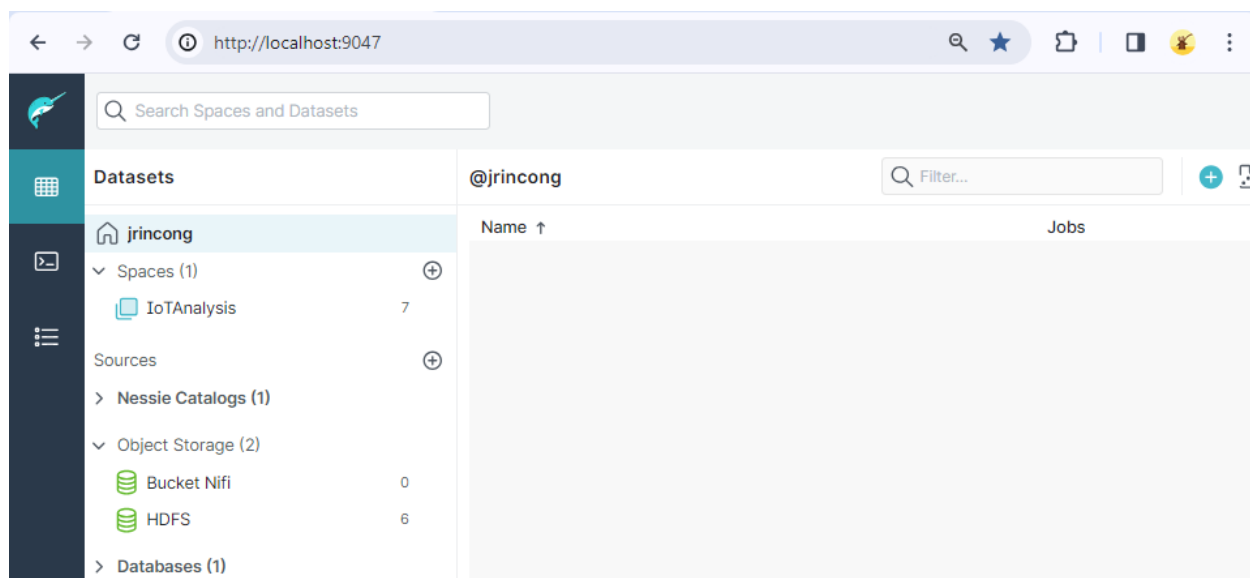 http://localhost:9047
Search Spaces and Datasets
Datasets
@jrincong
Filter...
Name ↑
Jobs
jrincong
Spaces (1)
IoTAnalysis 7
Sources
Nessie Catalogs (1)
Object Storage (2)
Bucket Nifi 0
HDFS 6
Databases (1)